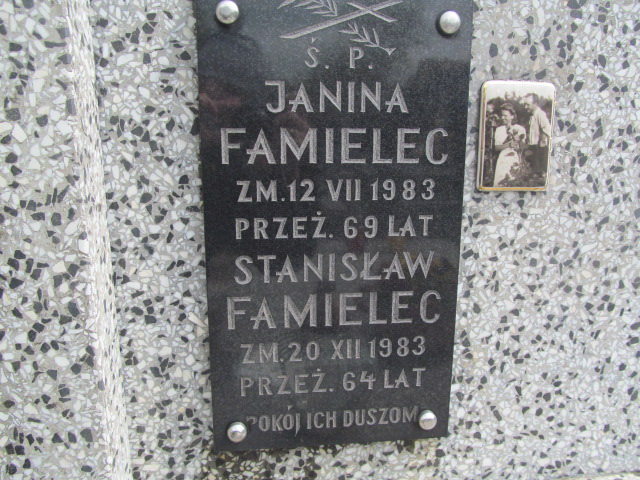 Ś. P.
JANINA
FAMIELEC
ZM. 12 VII 1983
PRZEŻ. 69 LAT
STANISŁAW
FAMIELEC
ZM. 20 XII 1983
PRZEŻ. 64 LAT
POKÓJ ICH DUSZOM